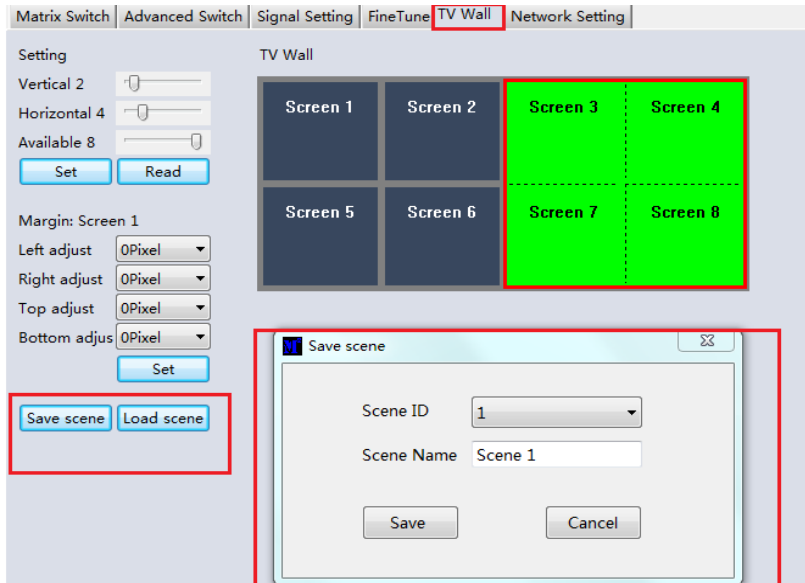 Matrix Switch Advanced Switch Signal Setting FineTune TV Wall Network Setting
Setting
Vertical 2
Horizontal 4
Available 8
Set Read
Margin: Screen 1
Left adjust 0Pixel
Right adjust 0Pixel
Top adjust 0Pixel
Bottom adjus 0Pixel
Set
Save scene Load scene
TV Wall
Screen 1 Screen 2 Screen 3 Screen 4
Screen 5 Screen 6 Screen 7 Screen 8
Save scene
Scene ID 1
Scene Name Scene 1
Save Cancel